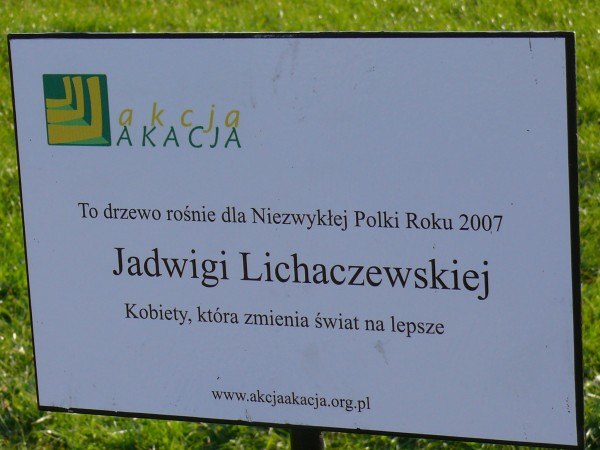 akcja
AKACJA
To drzewo rośnie dla Niezwykłej Polki Roku 2007
Jadwigi Lichaczewskiej
Kobiety, która zmienia świat na lepsze
www.akcjaakacja.org.pl